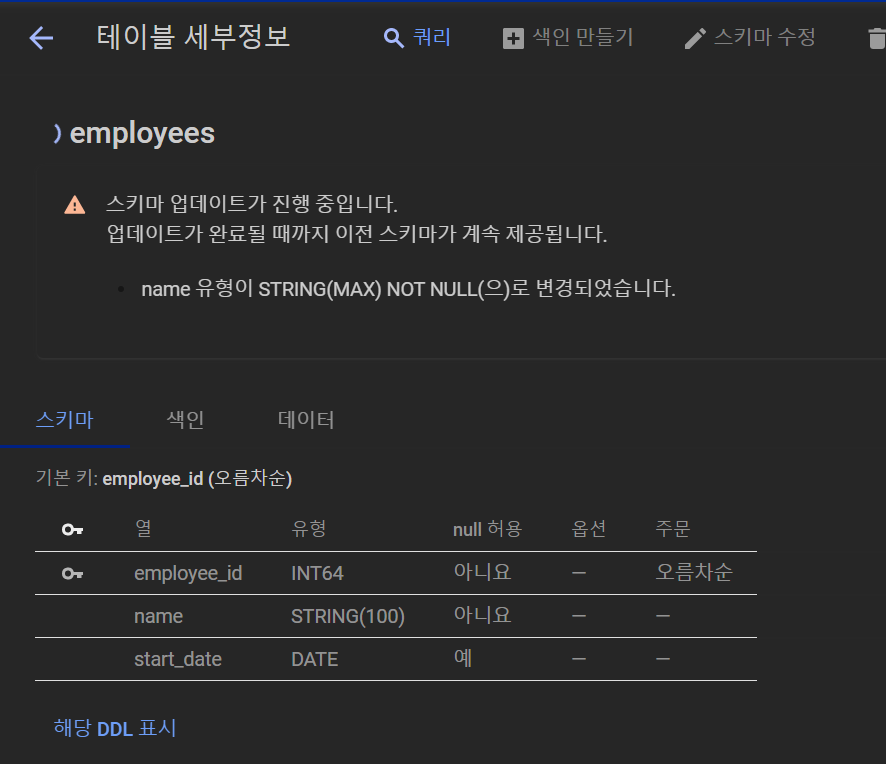 테이블 세부정보 쿼리 색인 만들기 스키마 수정
employees
스키마 업데이트가 진행 중입니다.
업데이트가 완료될 때까지 이전 스키마가 계속 제공됩니다.
• name 유형이 STRING(MAX) NOT NULL(으)로 변경되었습니다.
스키마 색인 데이터
기본 키: employee_id (오름차순)
열 유형 null 허용 옵션 주문
employee_id INT64 아니요 — 오름차순
name STRING(100) 아니요 — —
start_date DATE 예 — —
해당 DDL 표시